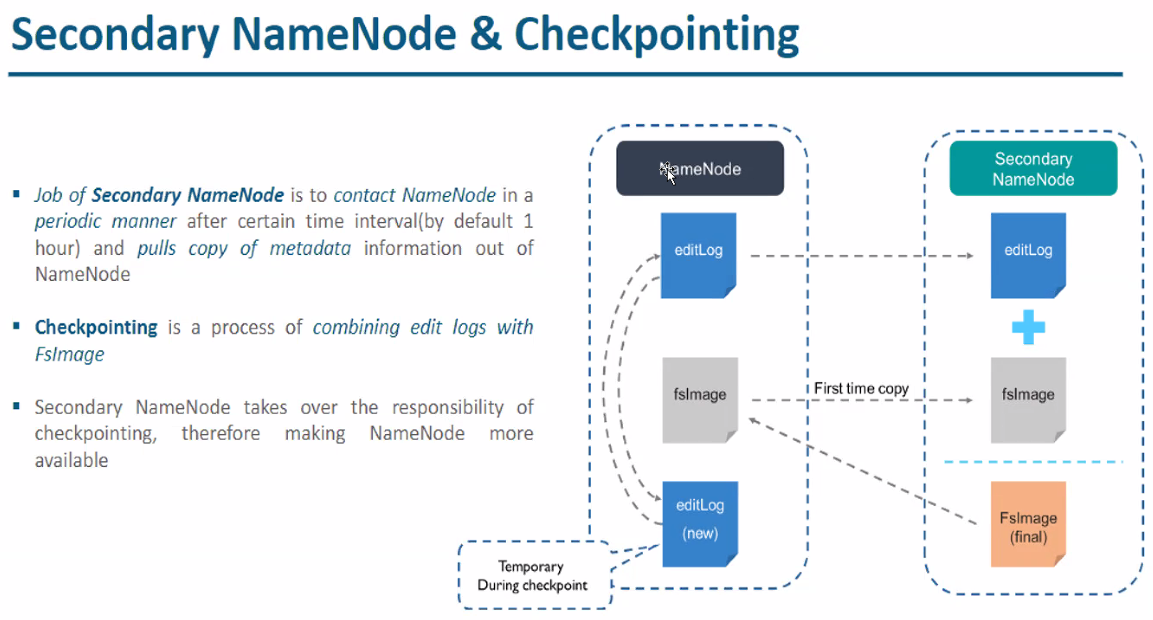 Secondary NameNode & Checkpointing
Job of Secondary NameNode is to contact NameNode in a
periodic manner after certain time interval(by default 1
hour) and pulls copy of metadata information out of
NameNode
Checkpointing is a process of combining edit logs with
FsImage
Secondary NameNode takes over the responsibility of
checkpointing, therefore making NameNode more
available
NameNode
editLog
fsImage
editLog
(new)
Temporary
During checkpoint
First time copy
Secondary
NameNode
editLog
fsImage
FsImage
(final)